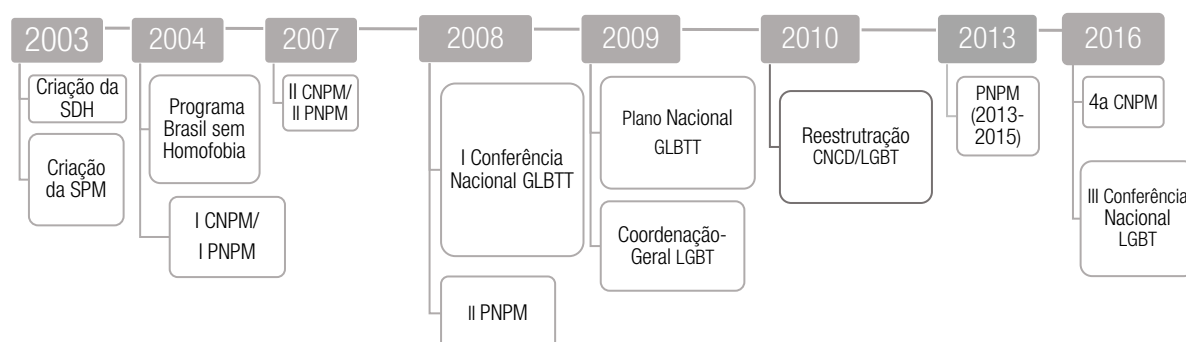 2003
Criação da
SDH
Criação
da SPM
2004
Programa
Brasil sem
Homofobia
I CNPM/
I PNPM
2007
II CNPM/
II PNPM
2008
I Conferência
Nacional GLBTT
II PNPM
2009
Plano Nacional
GLBTT
Coordenação-
Geral LGBT
2010
Reestrutração
CNCD/LGBT
2013
PNPM
(2013-
2015)
2016
4a CNPM
III Conferência
Nacional
LGBT